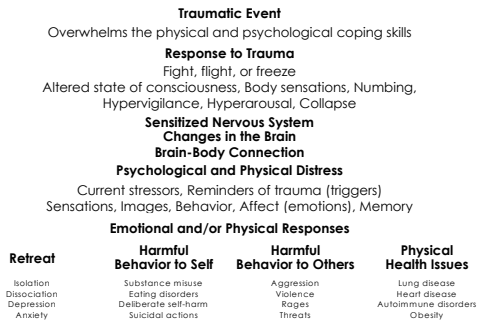 Traumatic Event
Overwhelms the physical and psychological coping skills
Response to Trauma
Fight, flight, or freeze
Altered state of consciousness, Body sensations, Numbing,
Hypervigilance, Hyperarousal, Collapse
Sensitized Nervous System
Changes in the Brain
Brain-Body Connection
Psychological and Physical Distress
Current stressors, Reminders of trauma (triggers)
Sensations, Images, Behavior, Affect (emotions), Memory
Emotional and/or Physical Responses
Retreat
Isolation
Dissociation
Depression
Anxiety
Harmful
Behavior to Self
Substance misuse
Eating disorders
Deliberate self-harm
Suicidal actions
Harmful
Behavior to Others
Aggression
Violence
Rages
Threats
Physical
Health Issues
Lung disease
Heart disease
Autoimmune disorders
Obesity